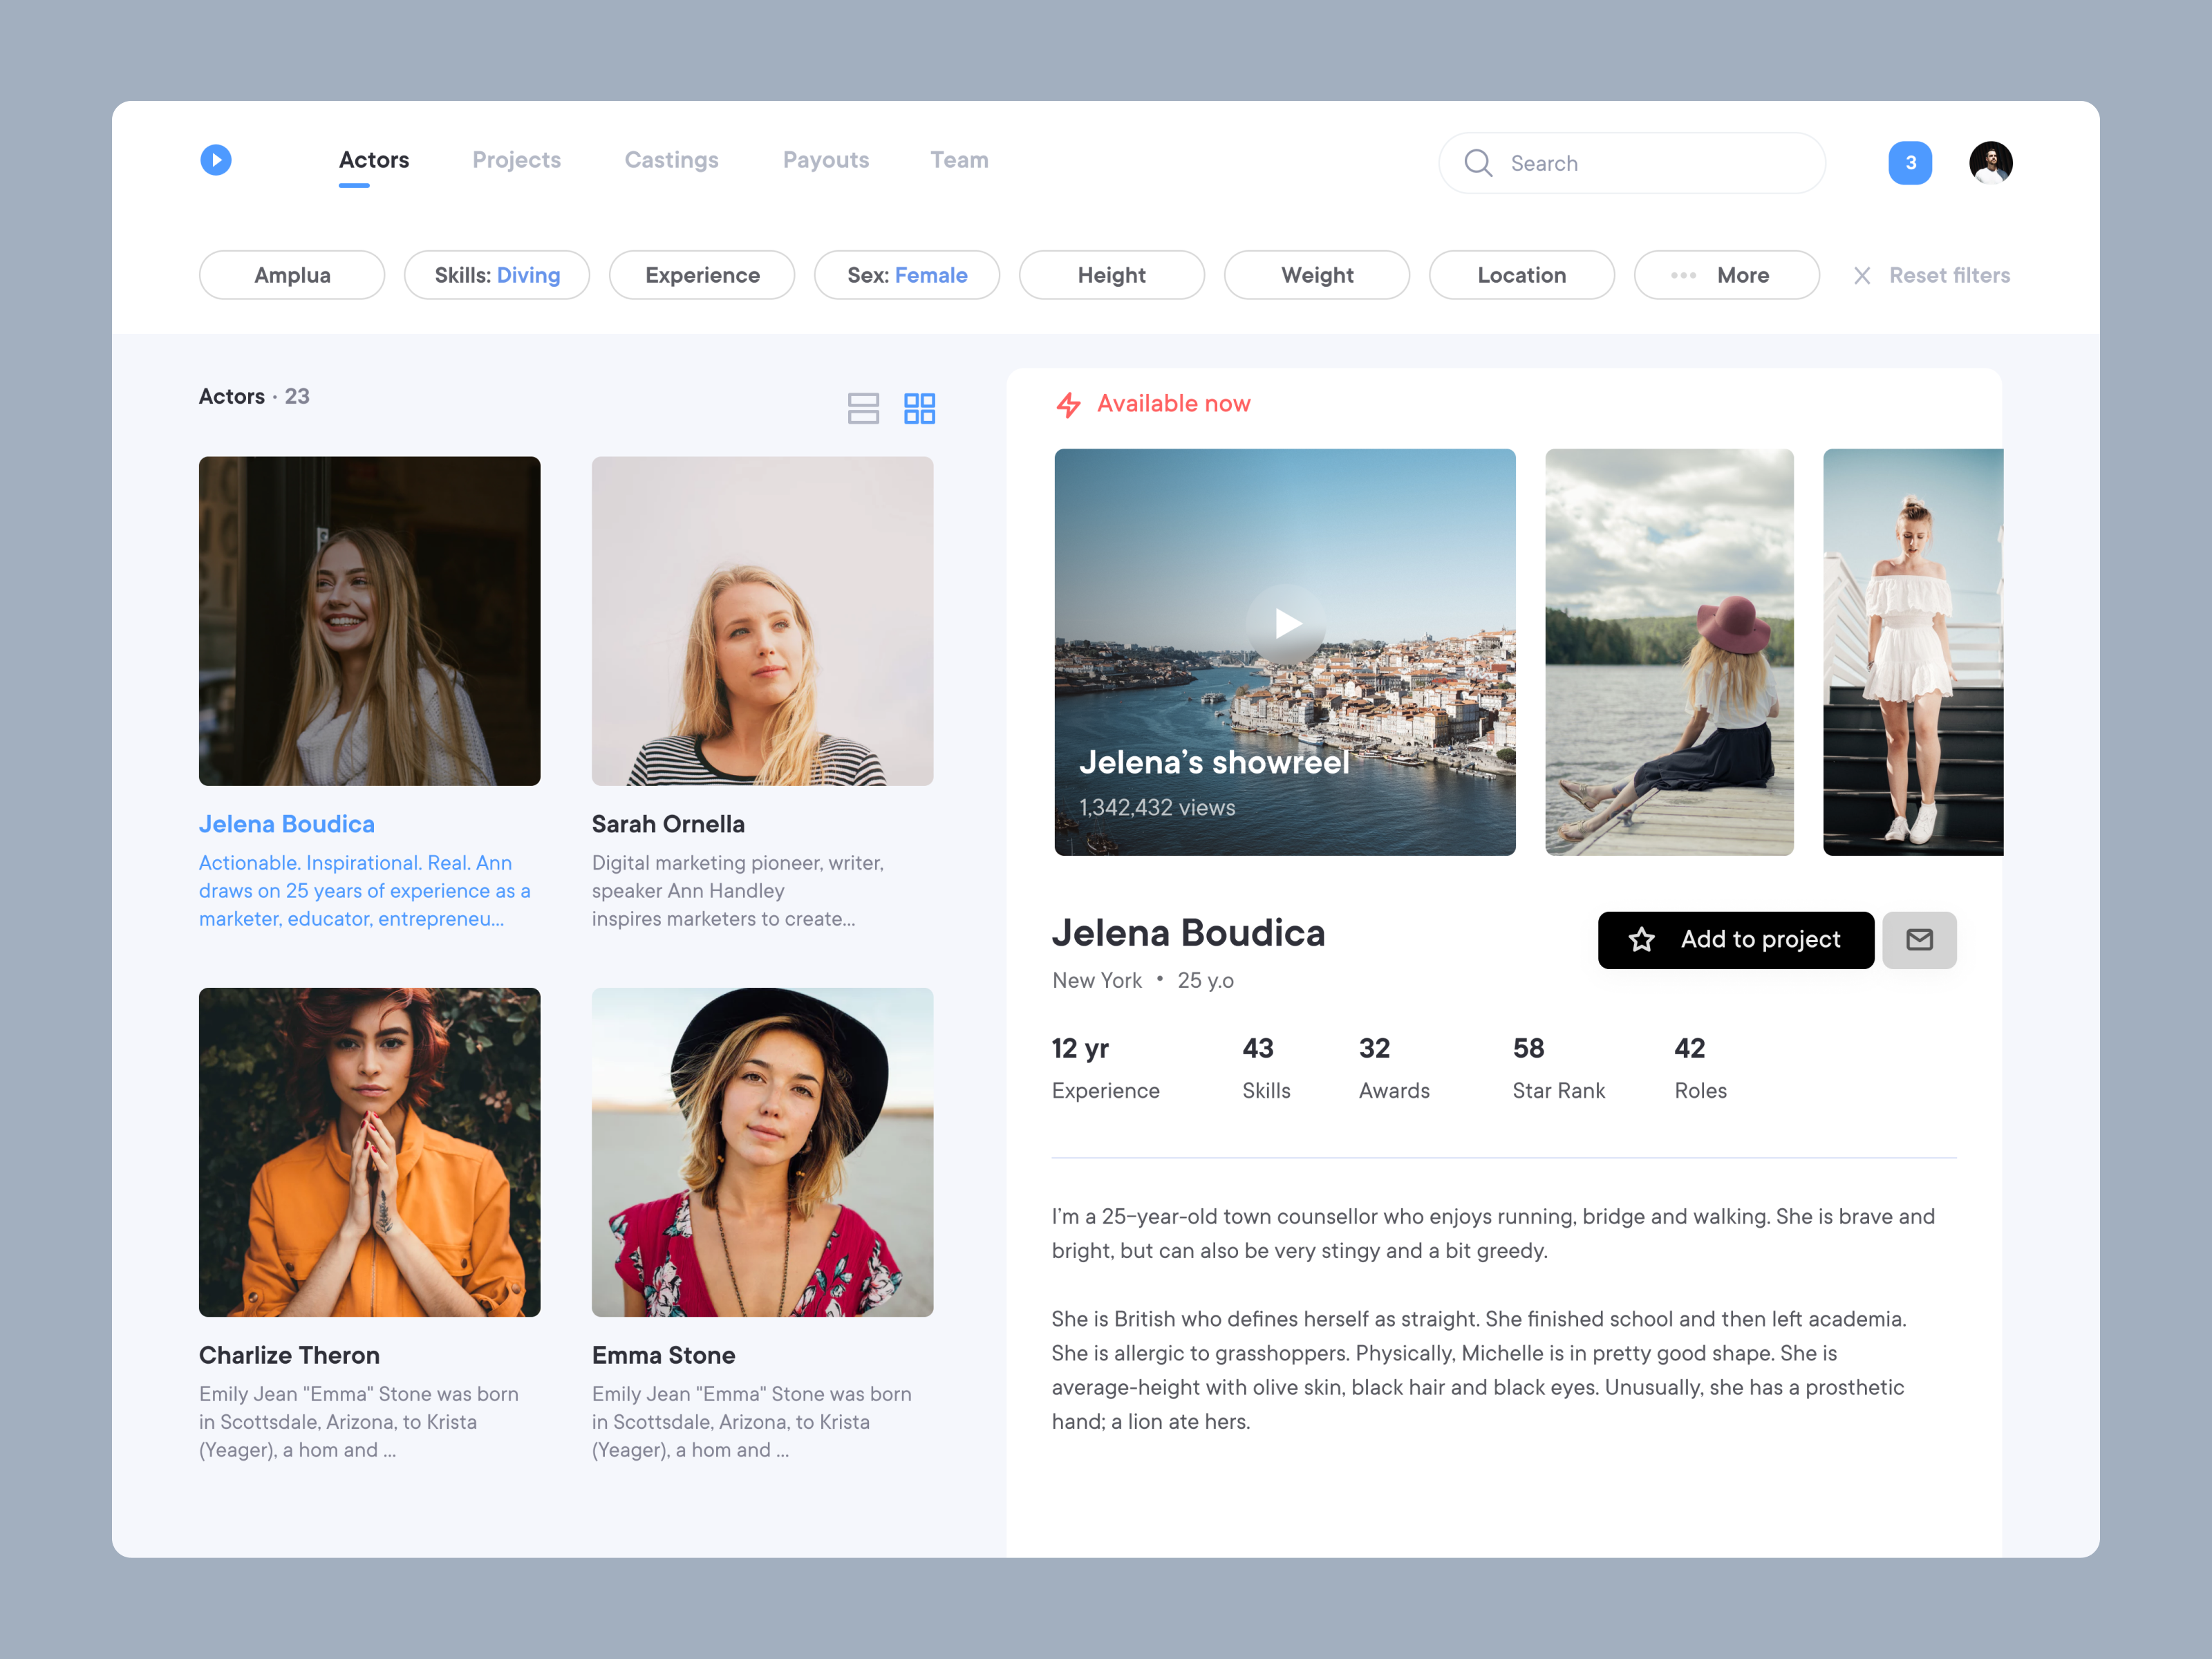 Actors
Projects
Castings
Payouts
Team
Search
3
Amplua
Skills: Diving
Experience
Sex: Female
Height
Weight
Location
More
Reset filters
Actors · 23
Jelena Boudica
Actionable. Inspirational. Real. Ann
draws on 25 years of experience as a
marketer, educator, entrepreneu...
Sarah Ornella
Digital marketing pioneer, writer,
speaker Ann Handley
inspires marketers to create...
Charlize Theron
Emily Jean "Emma" Stone was born
in Scottsdale, Arizona, to Krista
(Yeager), a hom and ...
Emma Stone
Emily Jean "Emma" Stone was born
in Scottsdale, Arizona, to Krista
(Yeager), a hom and ...
Available now
Jelena’s showreel
1,342,432 views
Jelena Boudica
New York • 25 y.o
Add to project
12 yr
Experience
43
Skills
32
Awards
58
Star Rank
42
Roles
I’m a 25–year-old town counsellor who enjoys running, bridge and walking. She is brave and
bright, but can also be very stingy and a bit greedy.
She is British who defines herself as straight. She finished school and then left academia.
She is allergic to grasshoppers. Physically, Michelle is in pretty good shape. She is
average-height with olive skin, black hair and black eyes. Unusually, she has a prosthetic
hand; a lion ate hers.